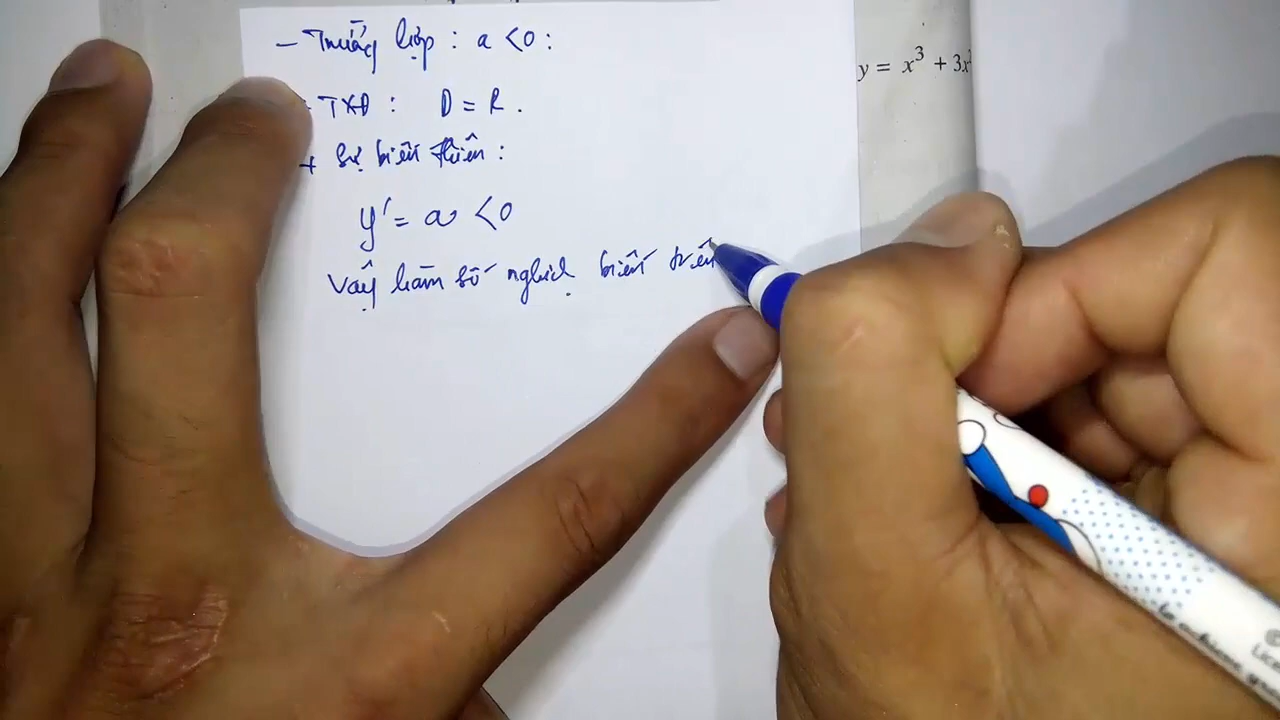 - Trường hợp : a < 0 :
+ TXĐ : D = R .
+ Sự biến thiên :
y' = a < 0
Vậy hàm số nghịch biến trên
y = x³ + 3x